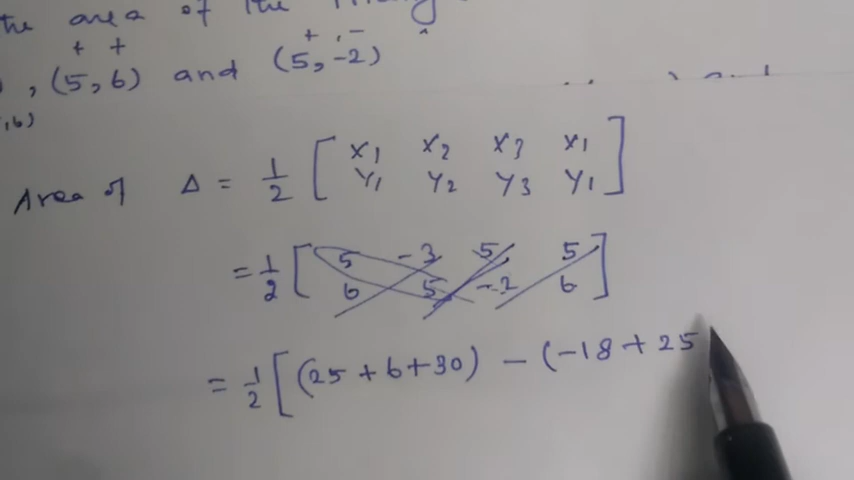 the area of the
, (5, 6) and (5, -2)
+ +
+ , -
, b)
Area of Δ = 1/2 [ x1 x2 x3 x1
y1 y2 y3 y1 ]
= 1/2 [ 5 -3 5 5
6 5 -2 6 ]
= 1/2 [ (25 + 6 + 30) - (-18 + 25